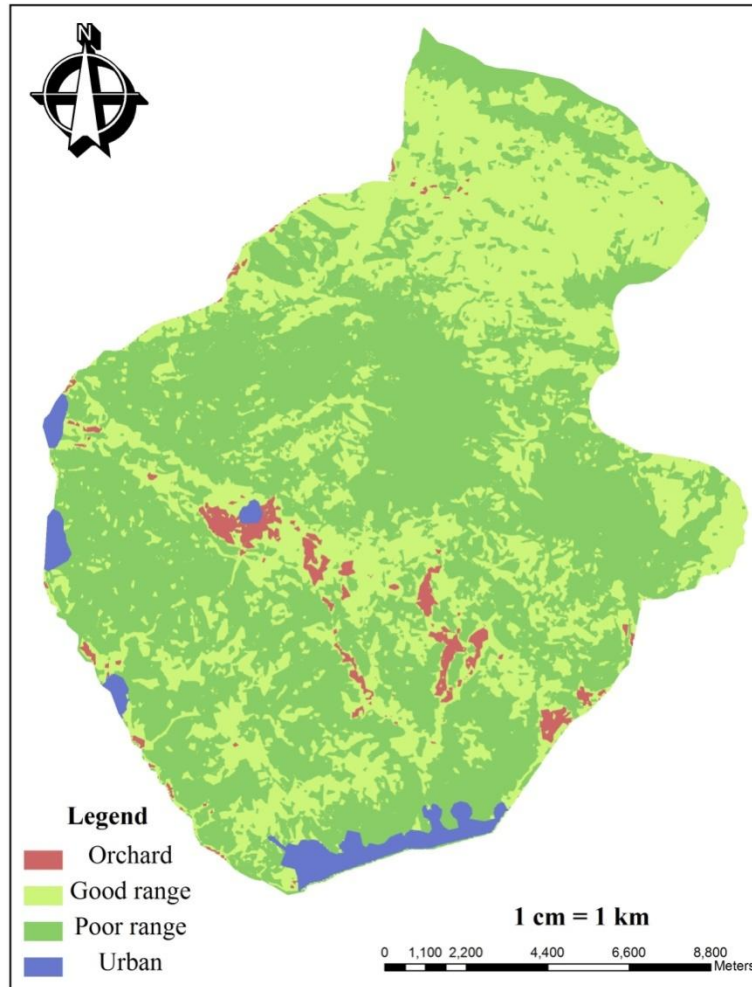 N
Legend
Orchard
Good range
Poor range
Urban
1 cm = 1 km
0 1,100 2,200 4,400 6,600 8,800
Meters